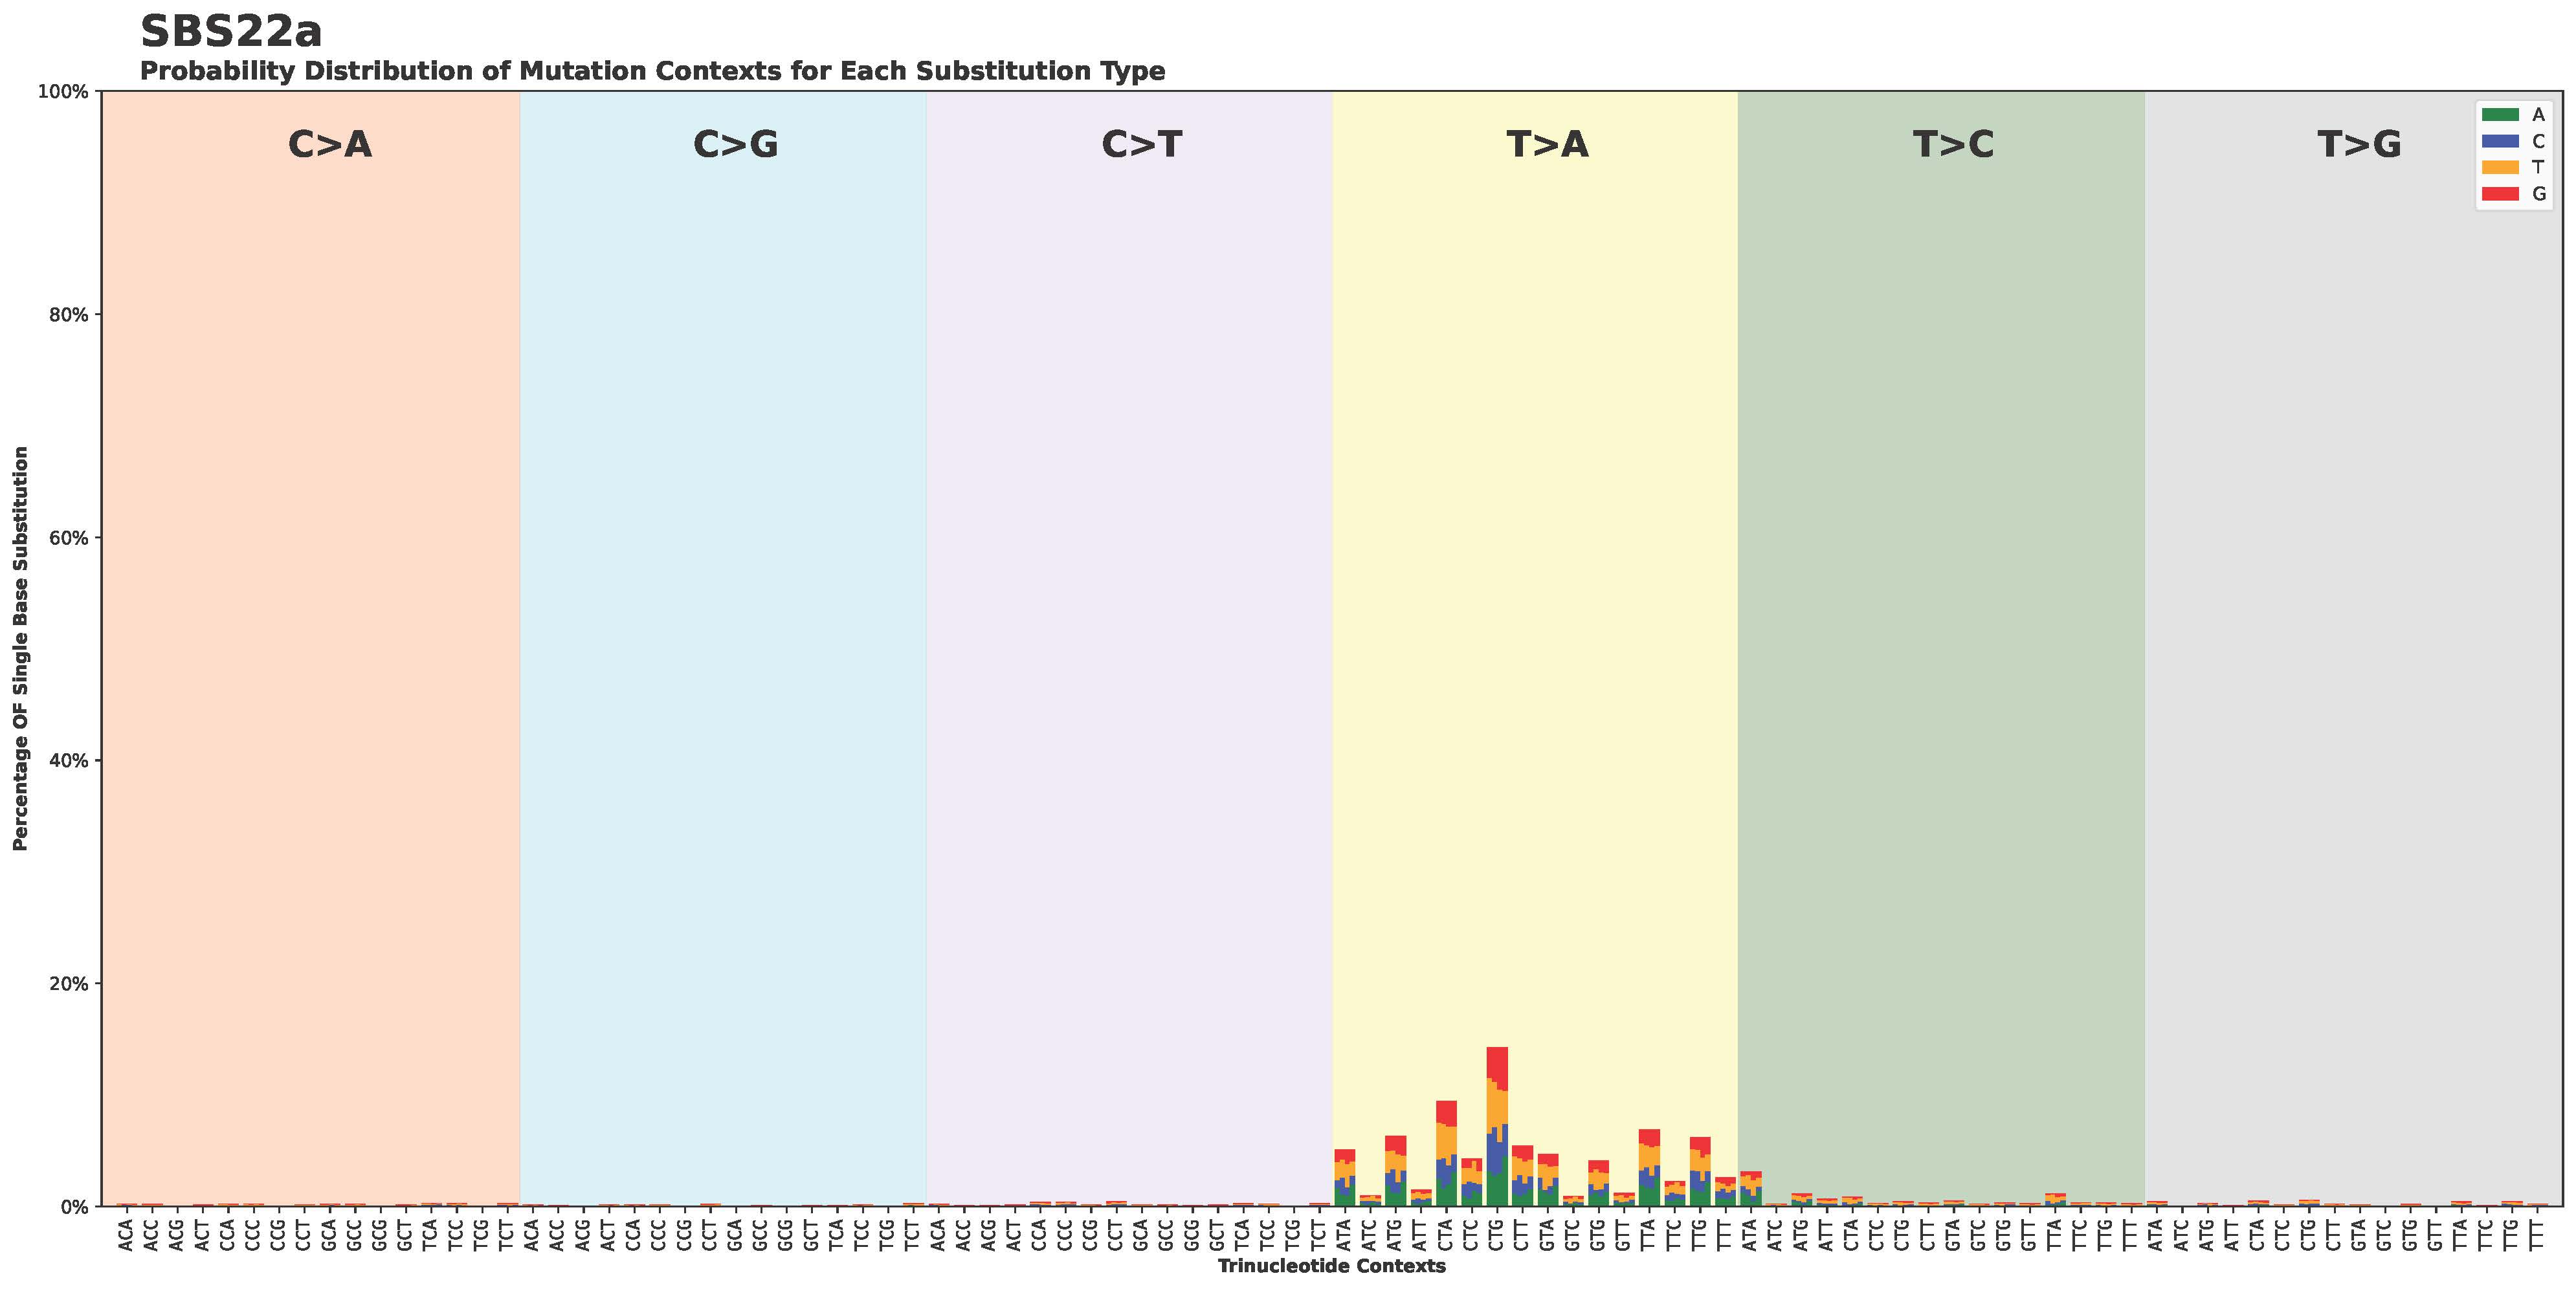 SBS22a
Probability Distribution of Mutation Contexts for Each Substitution Type
100%
80%
60%
40%
20%
0%
Percentage OF Single Base Substitution
C>A C>G C>T T>A T>C T>G
A
C
T
G
ACA ACC ACG ACT CCA CCC CCG CCT GCA GCC GCG GCT TCA TCC TCG TCT ACA ACC ACG ACT CCA CCC CCG CCT GCA GCC GCG GCT TCA TCC TCG TCT ACA ACC ACG ACT CCA CCC CCG CCT GCA GCC GCG GCT TCA TCC TCG TCT ATA ATC ATG ATT CTA CTC CTG CTT GTA GTC GTG GTT TTA TTC TTG TTT ATA ATC ATG ATT CTA CTC CTG CTT GTA GTC GTG GTT TTA TTC TTG TTT ATA ATC ATG ATT CTA CTC CTG CTT GTA GTC GTG GTT TTA TTC TTG TTT
Trinucleotide Contexts